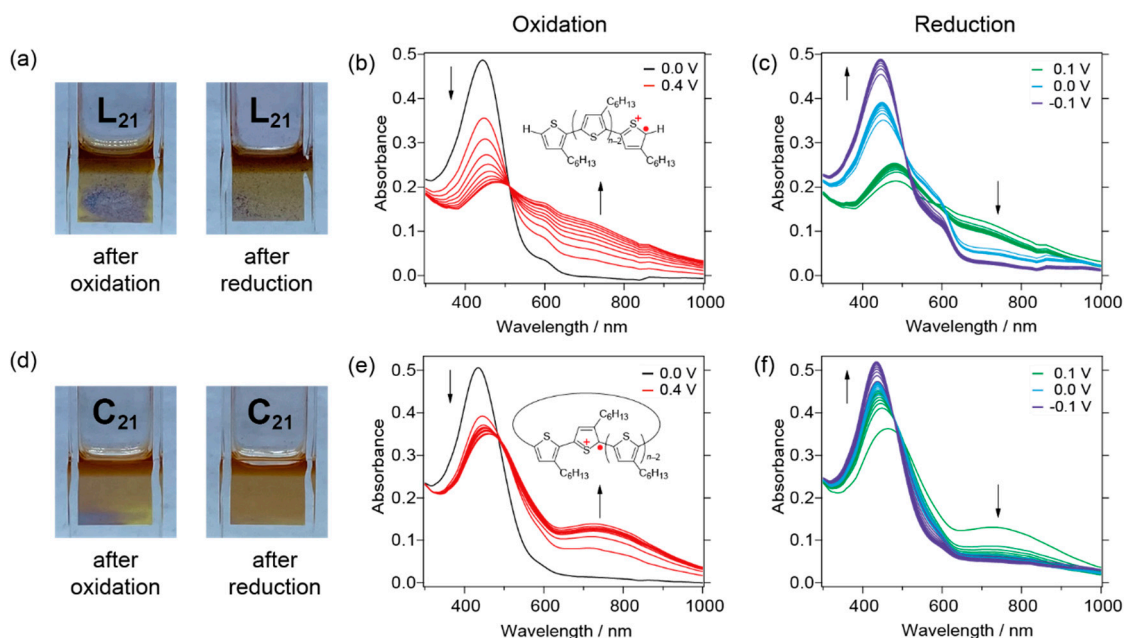 Oxidation
Reduction
(a)
L21
L21
after
oxidation
after
reduction
(b)
0.5
0.4
0.3
0.2
0.1
0.0
Absorbance
400
600
800
1000
Wavelength / nm
0.0 V
0.4 V
C6H13
H
S
S
S
+
•
H
n–2
C6H13
C6H13
(c)
0.5
0.4
0.3
0.2
0.1
0.0
Absorbance
400
600
800
1000
Wavelength / nm
0.1 V
0.0 V
-0.1 V
(d)
C21
C21
after
oxidation
after
reduction
(e)
0.5
0.4
0.3
0.2
0.1
0.0
Absorbance
400
600
800
1000
Wavelength / nm
0.0 V
0.4 V
C6H13
S
S
S
+
•
n–2
C6H13
C6H13
(f)
0.5
0.4
0.3
0.2
0.1
0.0
Absorbance
400
600
800
1000
Wavelength / nm
0.1 V
0.0 V
-0.1 V